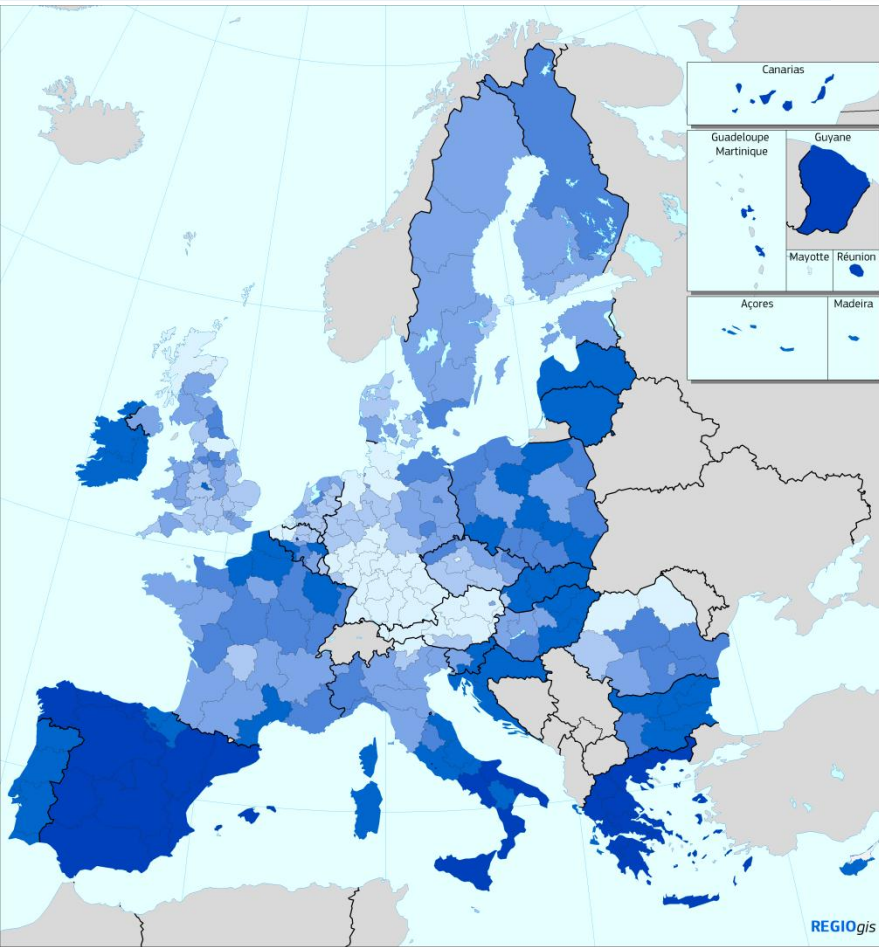 Canarias
Guadeloupe
Martinique
Guyane
Mayotte
Réunion
Açores
Madeira
REGIOgis